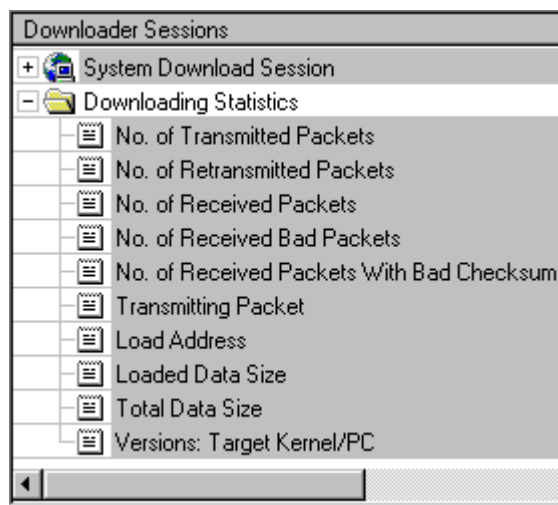 Downloader Sessions
System Download Session
Downloading Statistics
No. of Transmitted Packets
No. of Retransmitted Packets
No. of Received Packets
No. of Received Bad Packets
No. of Received Packets With Bad Checksum
Transmitting Packet
Load Address
Loaded Data Size
Total Data Size
Versions: Target Kernel/PC